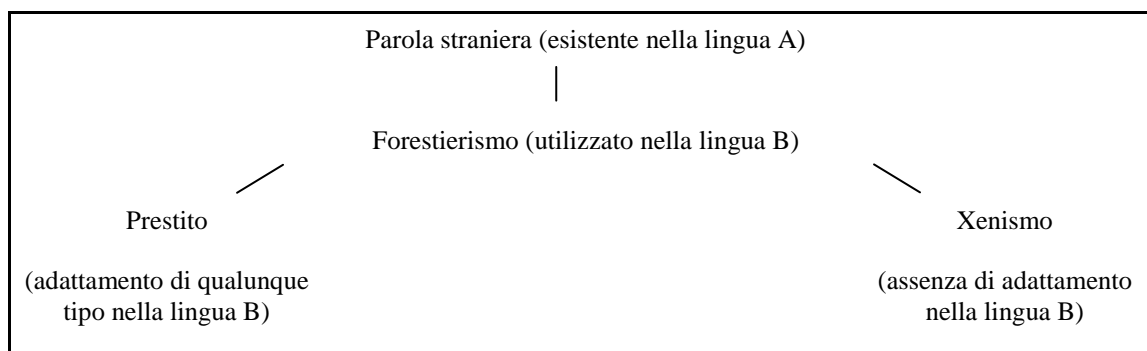 Parola straniera (esistente nella lingua A)
Forestierismo (utilizzato nella lingua B)
Prestito
(adattamento di qualunque
tipo nella lingua B)
Xenismo
(assenza di adattamento
nella lingua B)